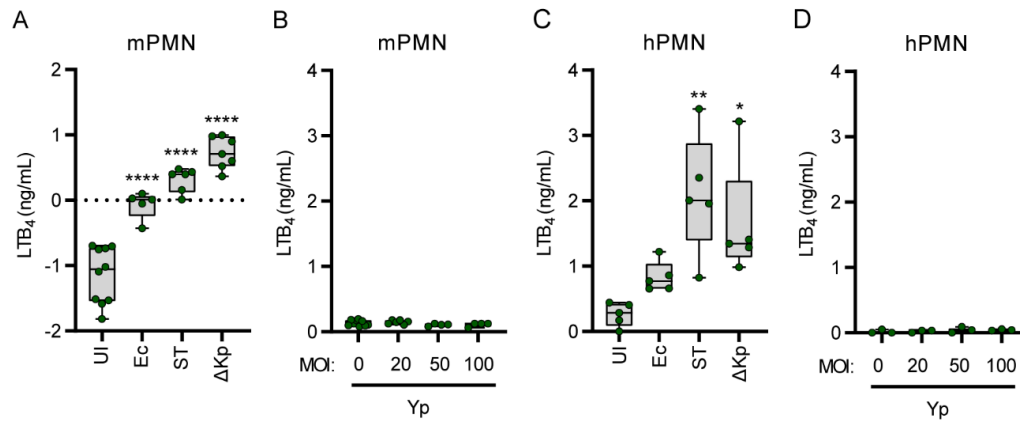 A
mPMN
LTB4 (ng/mL)
2
1
0
-1
-2
****
****
****
UI
Ec
ST
ΔKp
B
mPMN
LTB4 (ng/mL)
4
3
2
1
0
MOI: 0 20 50 100
Yp
C
hPMN
LTB4 (ng/mL)
4
3
2
1
0
**
*
UI
Ec
ST
ΔKp
D
hPMN
LTB4 (ng/mL)
4
3
2
1
0
MOI: 0 20 50 100
Yp